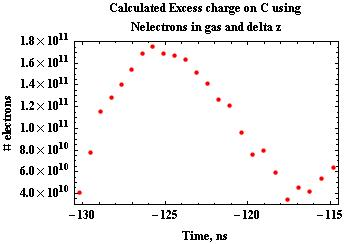 Calculated Excess charge on C using
Nelectrons in gas and delta z
1.8×10¹¹
1.6×10¹¹
1.4×10¹¹
1.2×10¹¹
1.0×10¹¹
8.0×10¹⁰
6.0×10¹⁰
4.0×10¹⁰
# electrons
−130 −125 −120 −115
Time, ns